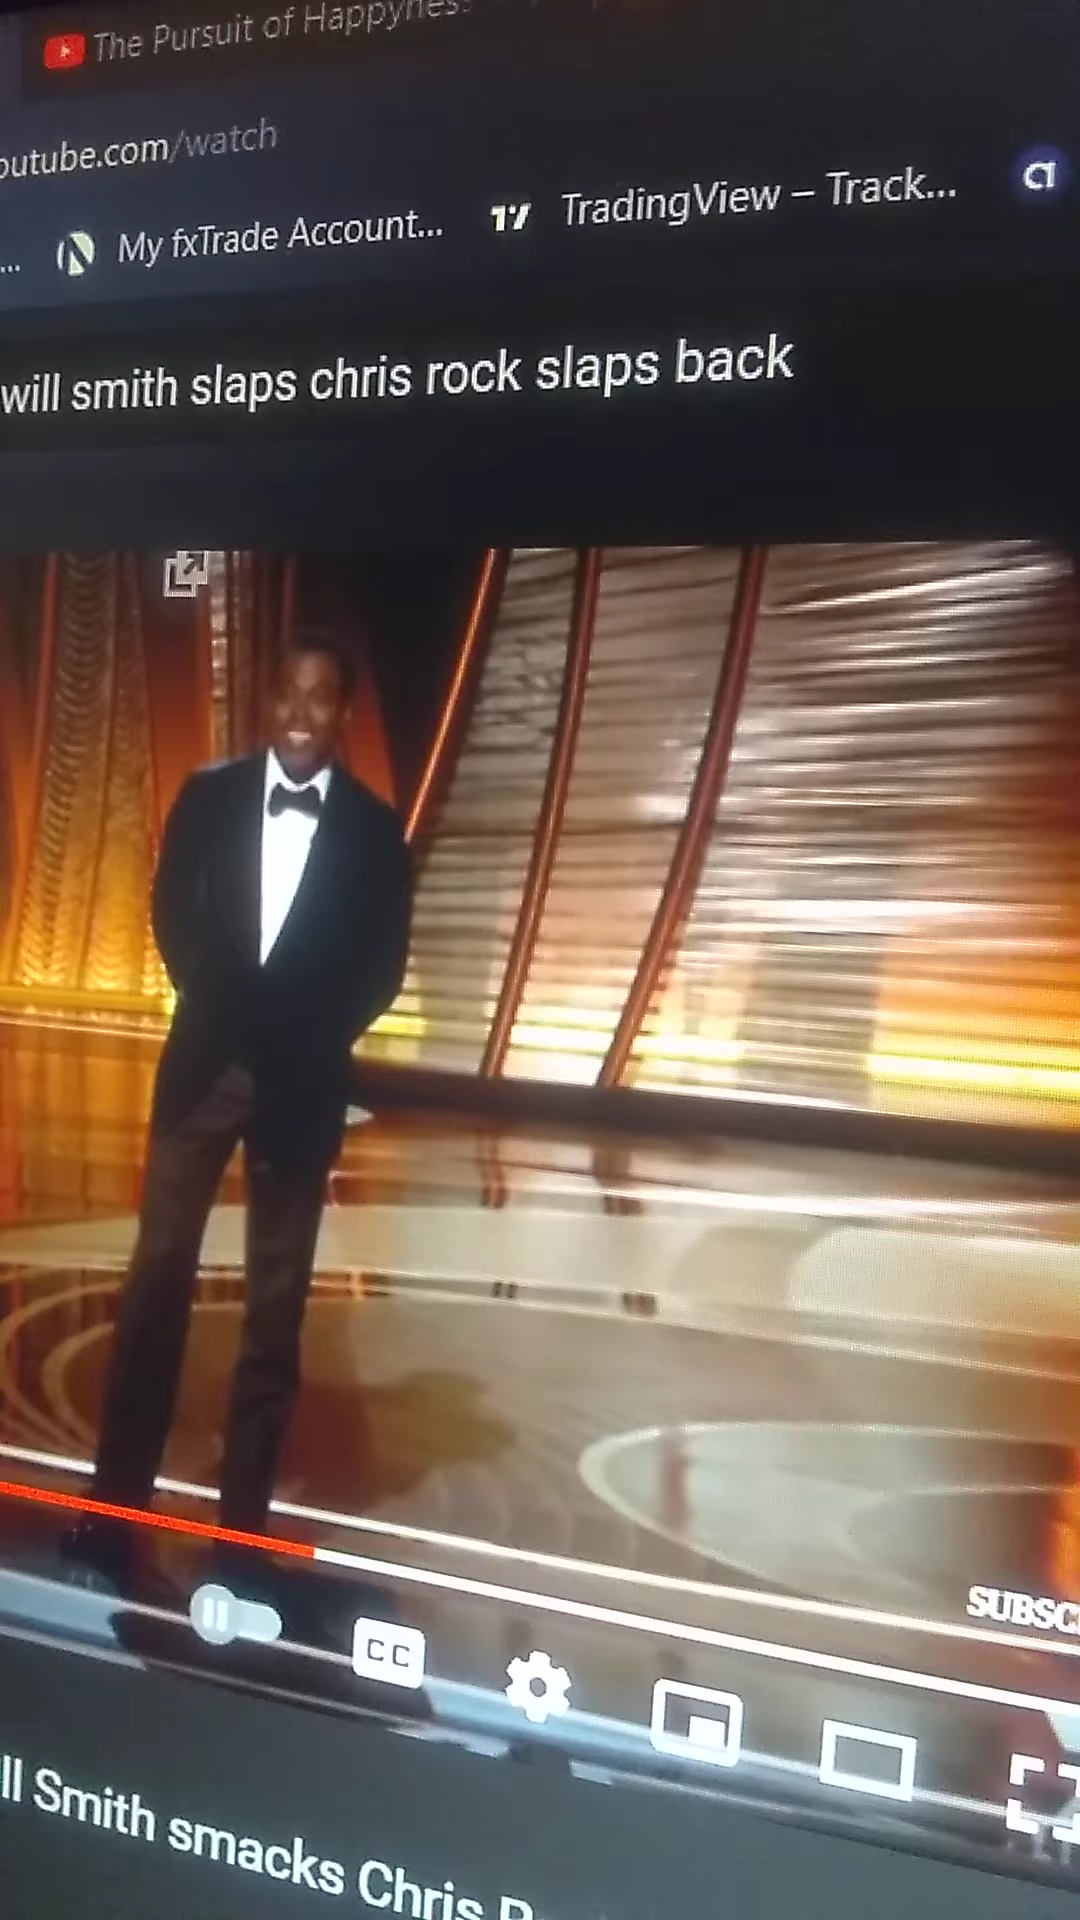 The Pursuit of Happyness
outube.com/watch
... My fxTrade Account... TradingView – Track...
will smith slaps chris rock slaps back
SUBSC
CC
ll Smith smacks Chris